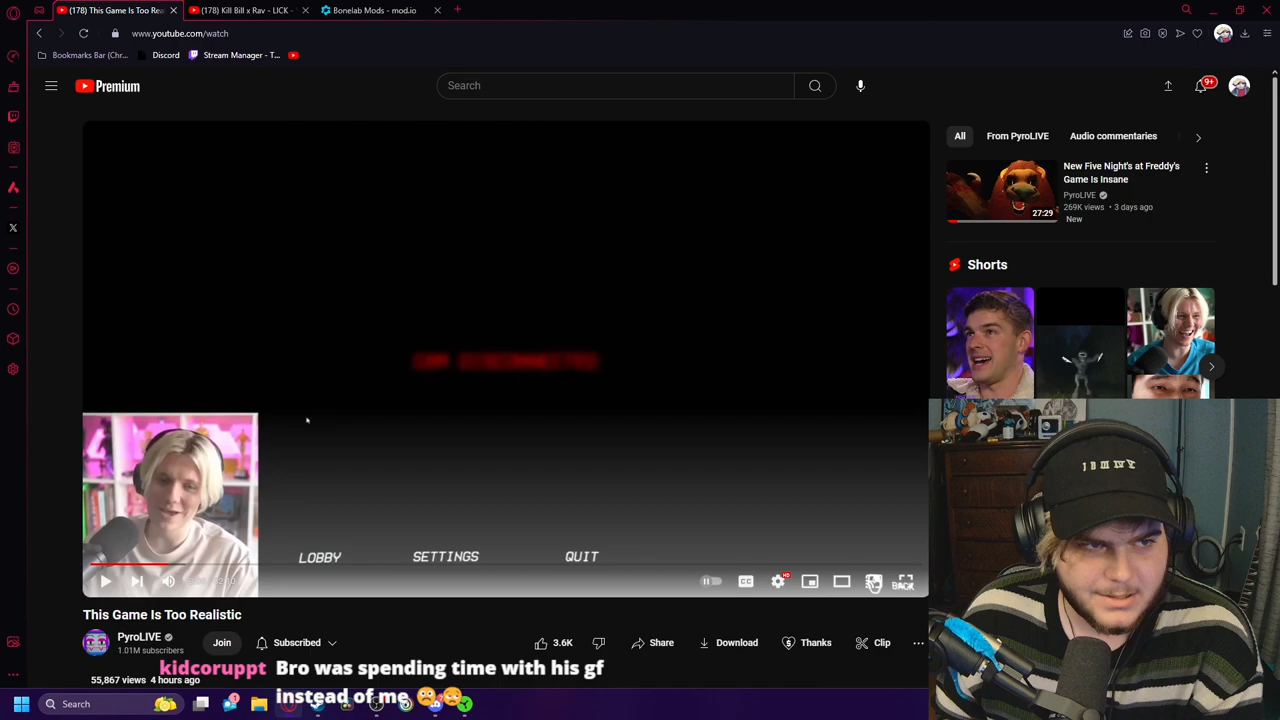 (178) This Game Is Too Rea
(178) Kill Bill x Rav - LICK -
Bonelab Mods - mod.io
www.youtube.com/watch
Bookmarks Bar (Chr...
Discord
Stream Manager - T...
Premium
Search
9+
All
From PyroLIVE
Audio commentaries
New Five Night's at Freddy's
Game Is Insane
PyroLIVE
269K views • 3 days ago
New
27:29
Shorts
LOBBY
SETTINGS
QUIT
CC
HD
BACK
This Game Is Too Realistic
PyroLIVE
1.01M subscribers
Join
Subscribed
3.6K
Share
Download
Thanks
Clip
kidcoruppt Bro was spending time with his gf
instead of me 🙁😟
55,867 views 4 hours ago
Search